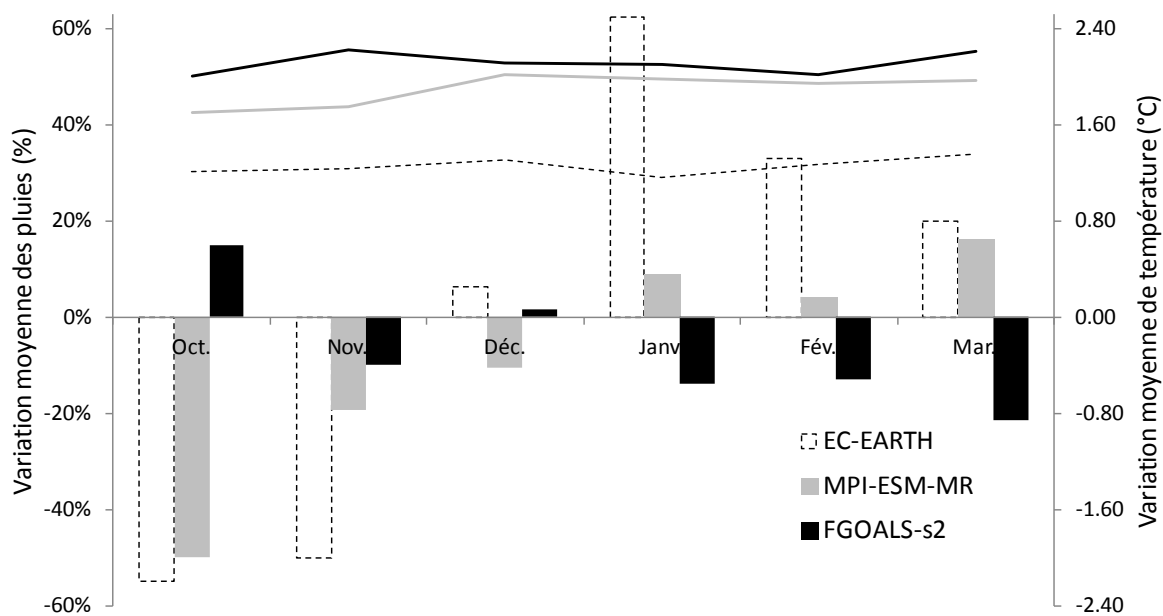 Variation moyenne des pluies (%)
60%
40%
20%
0%
-20%
-40%
-60%
Oct.
Nov.
Déc.
Janv
Fév.
Mar.
EC-EARTH
MPI-ESM-MR
FGOALS-s2
2.40
1.60
0.80
0.00
-0.80
-1.60
-2.40
Variation moyenne de température (°C)